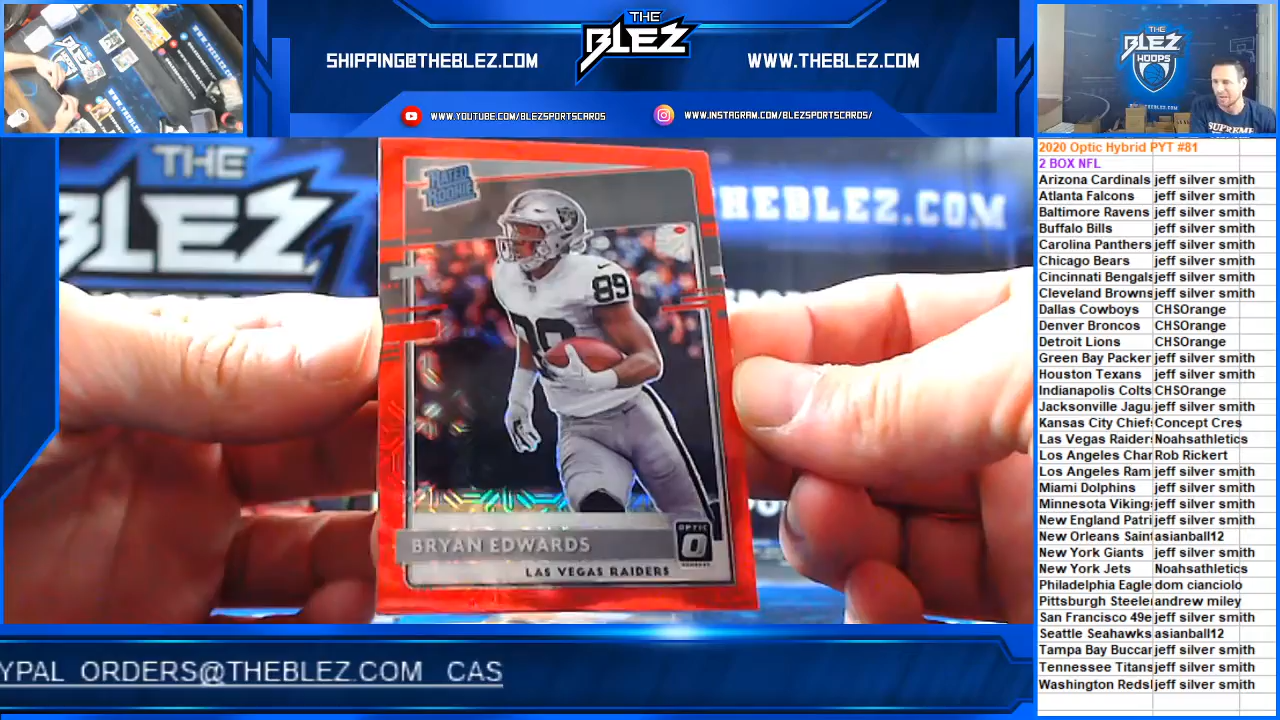 THE
BLEZ
SHIPPING@THEBLEZ.COM
WWW.THEBLEZ.COM
WWW.YOUTUBE.COM/BLEZSPORTSCARDS
WWW.INSTAGRAM.COM/BLEZSPORTSCARDS/
THE
BLEZ
HOOPS
SUPREME
THE
BLEZ
THEBLEZ.COM
RATED
ROOKIE
89
BRYAN EDWARDS
LAS VEGAS RAIDERS
OPTIC
YPAL ORDERS@THEBLEZ.COM CAS
2020 Optic Hybrid PYT #81
2 BOX NFL
Arizona Cardinals jeff silver smith
Atlanta Falcons jeff silver smith
Baltimore Ravens jeff silver smith
Buffalo Bills jeff silver smith
Carolina Panthers jeff silver smith
Chicago Bears jeff silver smith
Cincinnati Bengals jeff silver smith
Cleveland Browns jeff silver smith
Dallas Cowboys CHSOrange
Denver Broncos CHSOrange
Detroit Lions CHSOrange
Green Bay Packer jeff silver smith
Houston Texans jeff silver smith
Indianapolis Colts CHSOrange
Jacksonville Jagu jeff silver smith
Kansas City Chief Concept Cres
Las Vegas Raider Noahsathletics
Los Angeles Char Rob Rickert
Los Angeles Ram jeff silver smith
Miami Dolphins jeff silver smith
Minnesota Viking jeff silver smith
New England Patri jeff silver smith
New Orleans Saint asianball12
New York Giants jeff silver smith
New York Jets Noahsathletics
Philadelphia Eagle dom cianciolo
Pittsburgh Steele andrew miley
San Francisco 49e jeff silver smith
Seattle Seahawks asianball12
Tampa Bay Buccan jeff silver smith
Tennessee Titans jeff silver smith
Washington Redsl jeff silver smith